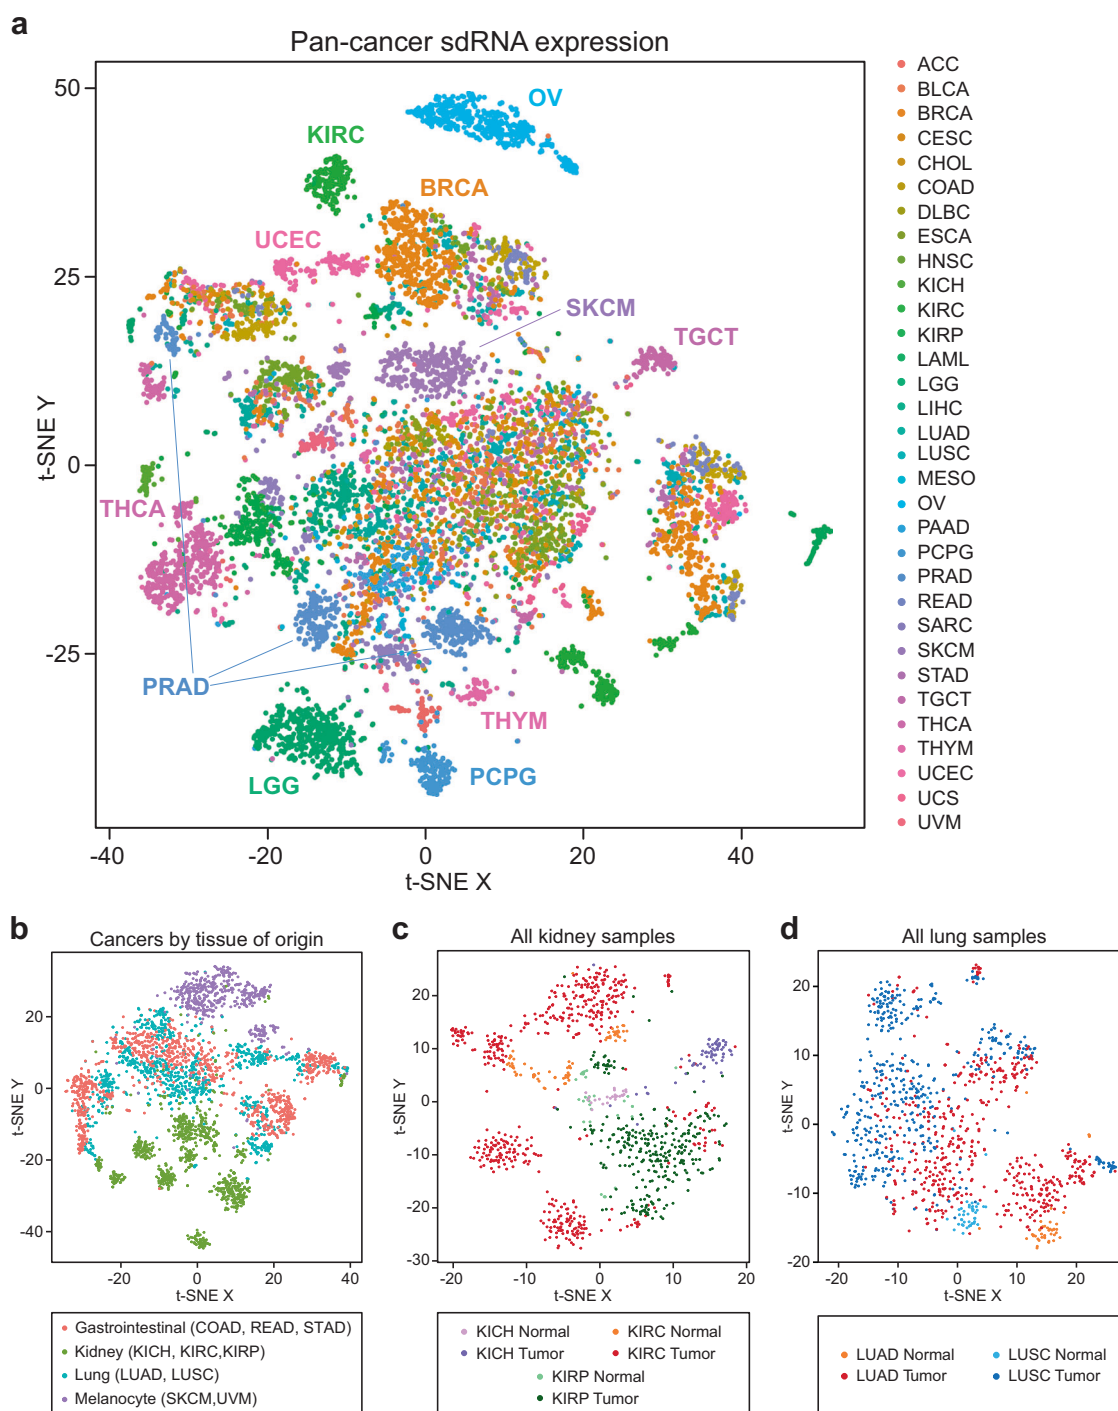 a
Pan-cancer sdRNA expression
50
25
0
-25
t-SNE Y
OV
KIRC
BRCA
UCEC
SKCM
TGCT
THCA
PRAD
THYM
LGG
PCPG
-40
-20
0
20
40
t-SNE X
ACC
BLCA
BRCA
CESC
CHOL
COAD
DLBC
ESCA
HNSC
KICH
KIRC
KIRP
LAML
LGG
LIHC
LUAD
LUSC
MESO
OV
PAAD
PCPG
PRAD
READ
SARC
SKCM
STAD
TGCT
THCA
THYM
UCEC
UCS
UVM
b
Cancers by tissue of origin
20
0
-20
-40
t-SNE Y
-20
0
20
40
t-SNE X
Gastrointestinal (COAD, READ, STAD)
Kidney (KICH, KIRC,KIRP)
Lung (LUAD, LUSC)
Melanocyte (SKCM,UVM)
c
All kidney samples
20
10
0
-10
-20
-30
t-SNE Y
-20
-10
0
10
20
t-SNE X
KICH Normal
KIRC Normal
KICH Tumor
KIRC Tumor
KIRP Normal
KIRP Tumor
d
All lung samples
20
10
0
-10
-20
t-SNE Y
-20
-10
0
10
20
t-SNE X
LUAD Normal
LUSC Normal
LUAD Tumor
LUSC Tumor